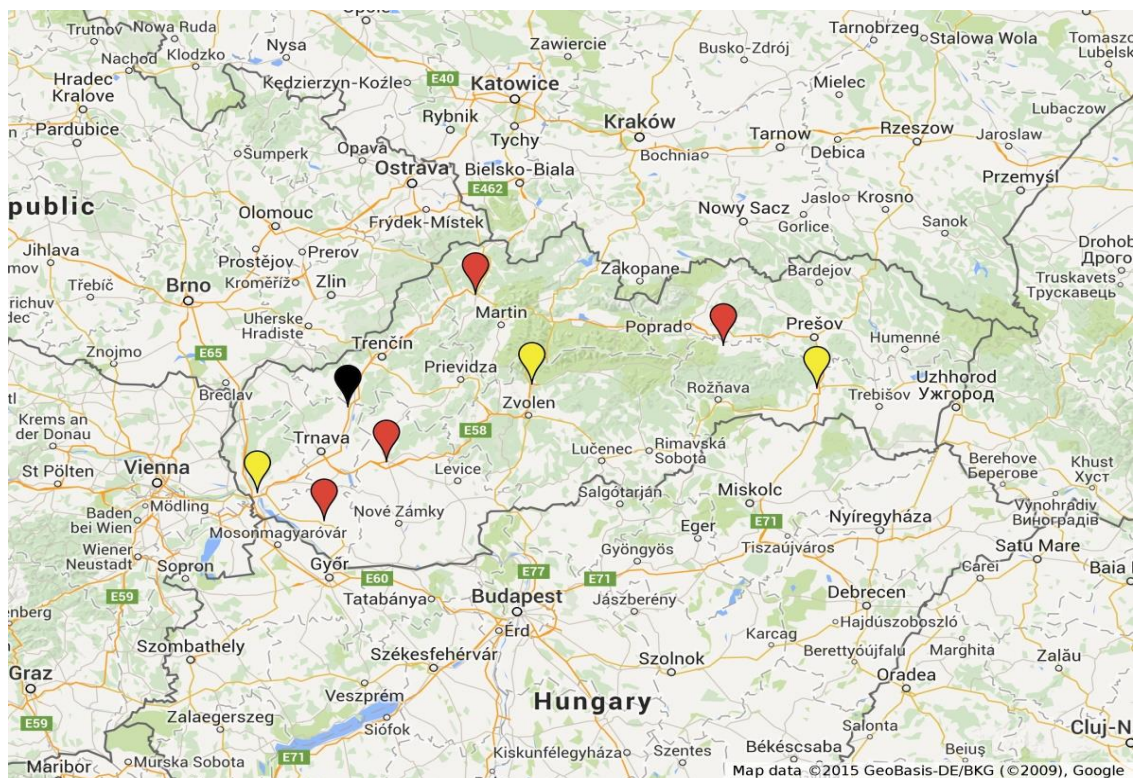 Opole
Trutnov
Nowa Ruda
Nachod
Klodzko
Nysa
Zawiercie
Busko-Zdrój
Tarnobrzeg
Stalowa Wola
Tomaszo
Lubelsk
Hradec
Kralove
Kędzierzyn-Koźle
E40
Katowice
Mielec
Pardubice
Rybnik
Tychy
Kraków
Lubaczow
Šumperk
Opava
Bochnia
Tarnow
Debica
Rzeszow
Jaroslaw
Ostrava
Bielsko-Biala
E462
Przemyśl
public
Olomouc
Frýdek-Místek
Nowy Sacz
Jaslo
Krosno
Gorlice
Sanok
Jihlava
Prostějov
Prerov
Drohob
Дрого
Třebíč
Brno
Kroměříž
Zlin
Zakopane
Bardejov
Truskavets
Трускавець
Uherske
Hradiste
Martin
Poprad
Prešov
Humenné
Znojmo
E65
Trenčín
Prievidza
Břeclav
Rožňava
Trebišov
Uzhhorod
Ужгород
Krems an
der Donau
Zvolen
Trnava
E58
Lučenec
Rimavská
Sobota
St Pölten
Vienna
Levice
Berehove
Берегове
Khust
Хуст
Mödling
Salgótarján
Miskolc
Vynohradiv
Виноградів
Baden
bei Wien
Nové Zámky
Mosonmagyaróvár
Eger
E71
Nyíregyháza
Wiener
Neustadt
Sopron
Győr
E60
E77
E71
Gyöngyös
Tiszaújváros
Satu Mare
Carei
Baia
E59
Tatabánya
Budapest
Jászberény
Debrecen
Érd
Hajdúszoboszló
Karcag
Szombathely
Székesfehérvár
Szolnok
Berettyóújfalu
Marghita
Zalău
Graz
Oradea
E59
Veszprém
Siófok
Hungary
Zalaegerszeg
Salonta
Cluj-N
E71
Maribor
Murska Sobota
Kiskunfélegyháza
Szentes
Békéscsaba
Beiuș
Map data ©2015 GeoBasis-DE/BKG (©2009), Google